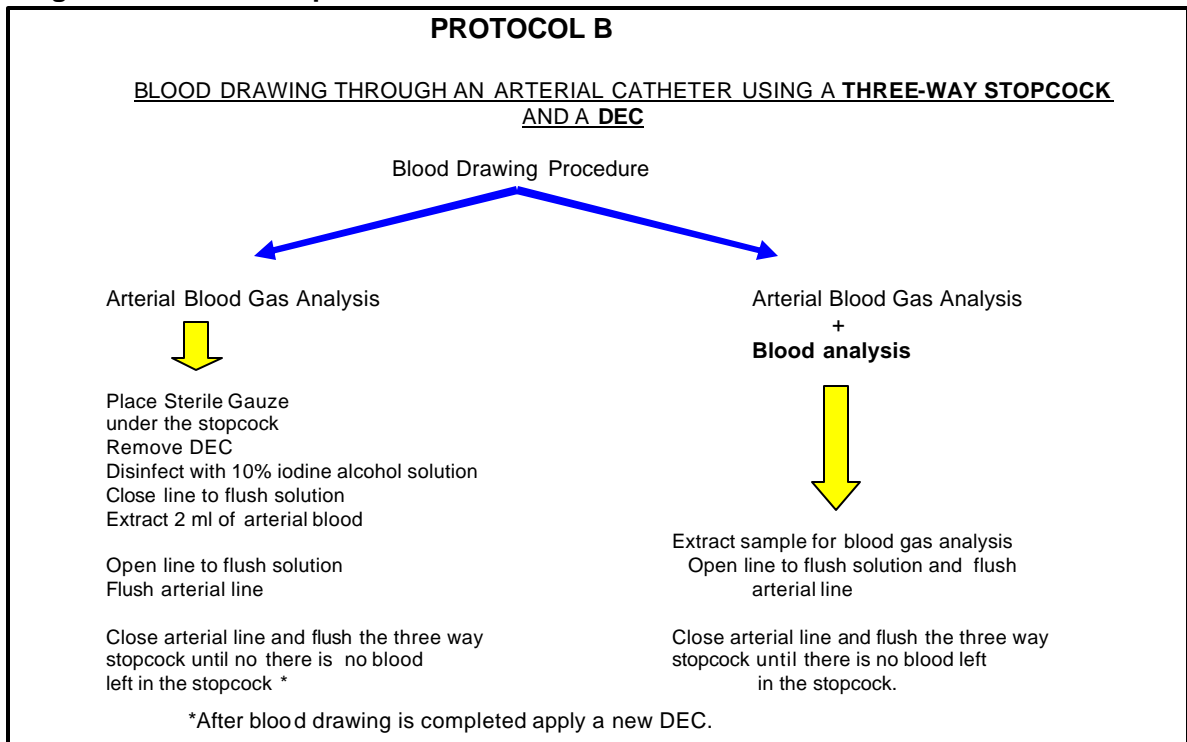 PROTOCOL B
BLOOD DRAWING THROUGH AN ARTERIAL CATHETER USING A THREE-WAY STOPCOCK
AND A DEC
Blood Drawing Procedure
Arterial Blood Gas Analysis
Place Sterile Gauze
under the stopcock
Remove DEC
Disinfect with 10% iodine alcohol solution
Close line to flush solution
Extract 2 ml of arterial blood
Open line to flush solution
Flush arterial line
Close arterial line and flush the three way
stopcock until no there is no blood
left in the stopcock *
Arterial Blood Gas Analysis
+
Blood analysis
Extract sample for blood gas analysis
Open line to flush solution and flush
arterial line
Close arterial line and flush the three way
stopcock until there is no blood left
in the stopcock.
*After blood drawing is completed apply a new DEC.